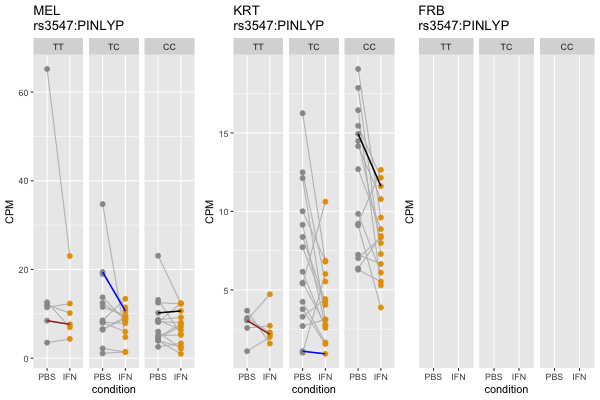 MEL
rs3547:PINLYP
TT TC CC
CPM
60
40
20
0
PBS IFN PBS IFN PBS IFN
condition
KRT
rs3547:PINLYP
TT TC CC
CPM
15
10
5
PBS IFN PBS IFN PBS IFN
condition
FRB
rs3547:PINLYP
TT TC CC
CPM
PBS IFN PBS IFN PBS IFN
condition